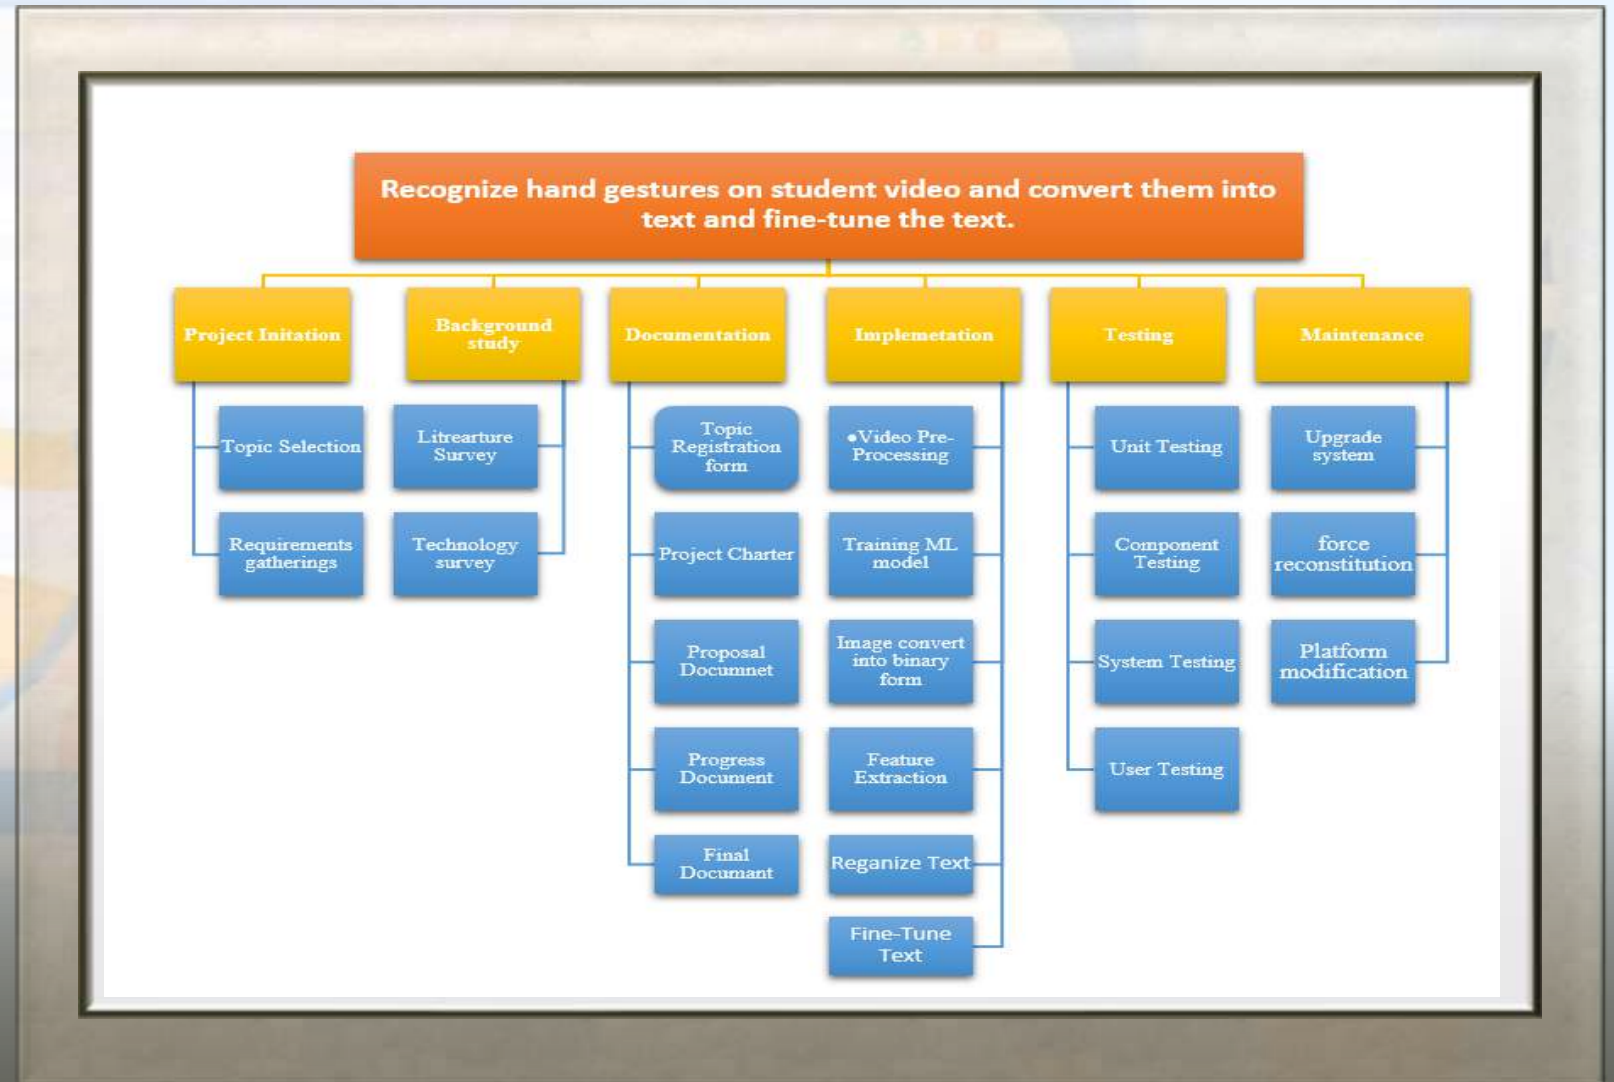 Recognize hand gestures on student video and convert them into
text and fine-tune the text.
Project Initation
Background
study
Documentation
Implemetation
Testing
Maintenance
Topic Selection
Requirements
gatherings
Litrearture
Survey
Technology
survey
Topic
Registration
form
Project Charter
Proposal
Documnet
Progress
Document
Final
Documant
•Video Pre-
Processing
Training ML
model
Image convert
into binary
form
Feature
Extraction
Reganize Text
Fine-Tune
Text
Unit Testing
Component
Testing
System Testing
User Testing
Upgrade
system
force
reconstitution
Platform
modification